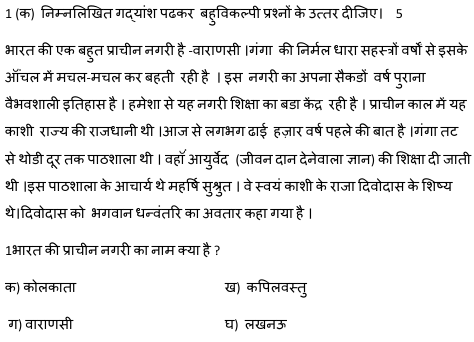 1 (क) निम्नलिखित गद्यांश पढकर बहुविकल्पी प्रश्नों के उत्तर दीजिए। 5
भारत की एक बहुत प्राचीन नगरी है -वाराणसी ।गंगा की निर्मल धारा सहस्त्रों वर्षों से इसके
आँचल में मचल-मचल कर बहती रही है । इस नगरी का अपना सैकडों वर्ष पुराना
वैभवशाली इतिहास है । हमेशा से यह नगरी शिक्षा का बडा केंद्र रही है । प्राचीन काल में यह
काशी राज्य की राजधानी थी ।आज से लगभग ढाई हज़ार वर्ष पहले की बात है ।गंगा तट
से थोडी दूर तक पाठशाला थी । वहाँ आयुर्वेद (जीवन दान देनेवाला ज्ञान) की शिक्षा दी जाती
थी ।इस पाठशाला के आचार्य थे महर्षि सुश्रुत । वे स्वयं काशी के राजा दिवोदास के शिष्य
थे।दिवोदास को भगवान धन्वंतरि का अवतार कहा गया है ।
1भारत की प्राचीन नगरी का नाम क्या है ?
क) कोलकाता ख) कपिलवस्तु
ग) वाराणसी घ) लखनऊ